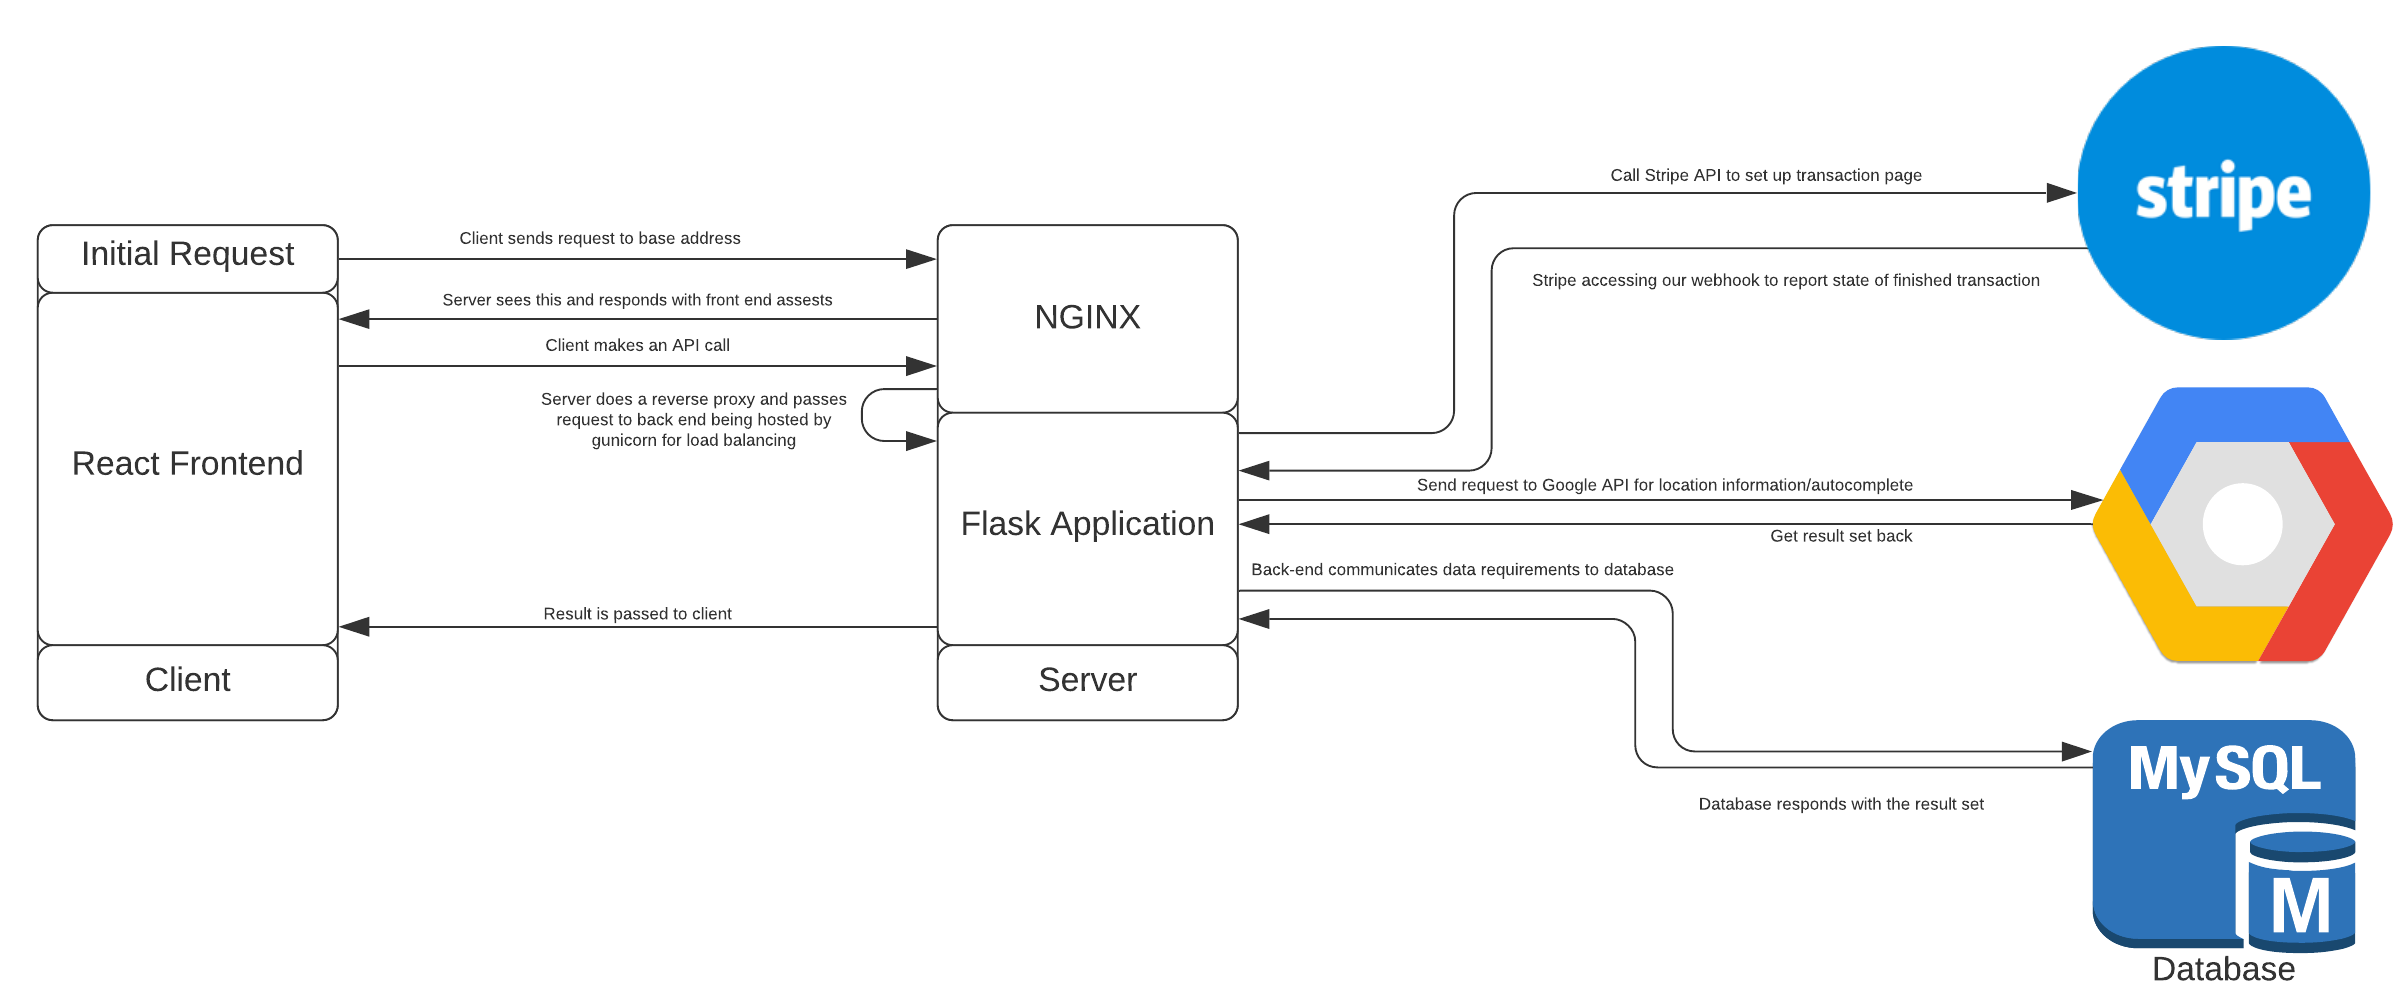 Initial Request
React Frontend
Client
Client sends request to base address
Server sees this and responds with front end assests
Client makes an API call
Server does a reverse proxy and passes
request to back end being hosted by
gunicorn for load balancing
Result is passed to client
NGINX
Flask Application
Server
Call Stripe API to set up transaction page
Stripe accessing our webhook to report state of finished transaction
Send request to Google API for location information/autocomplete
Get result set back
Back-end communicates data requirements to database
Database responds with the result set
stripe
MySQL
M
Database